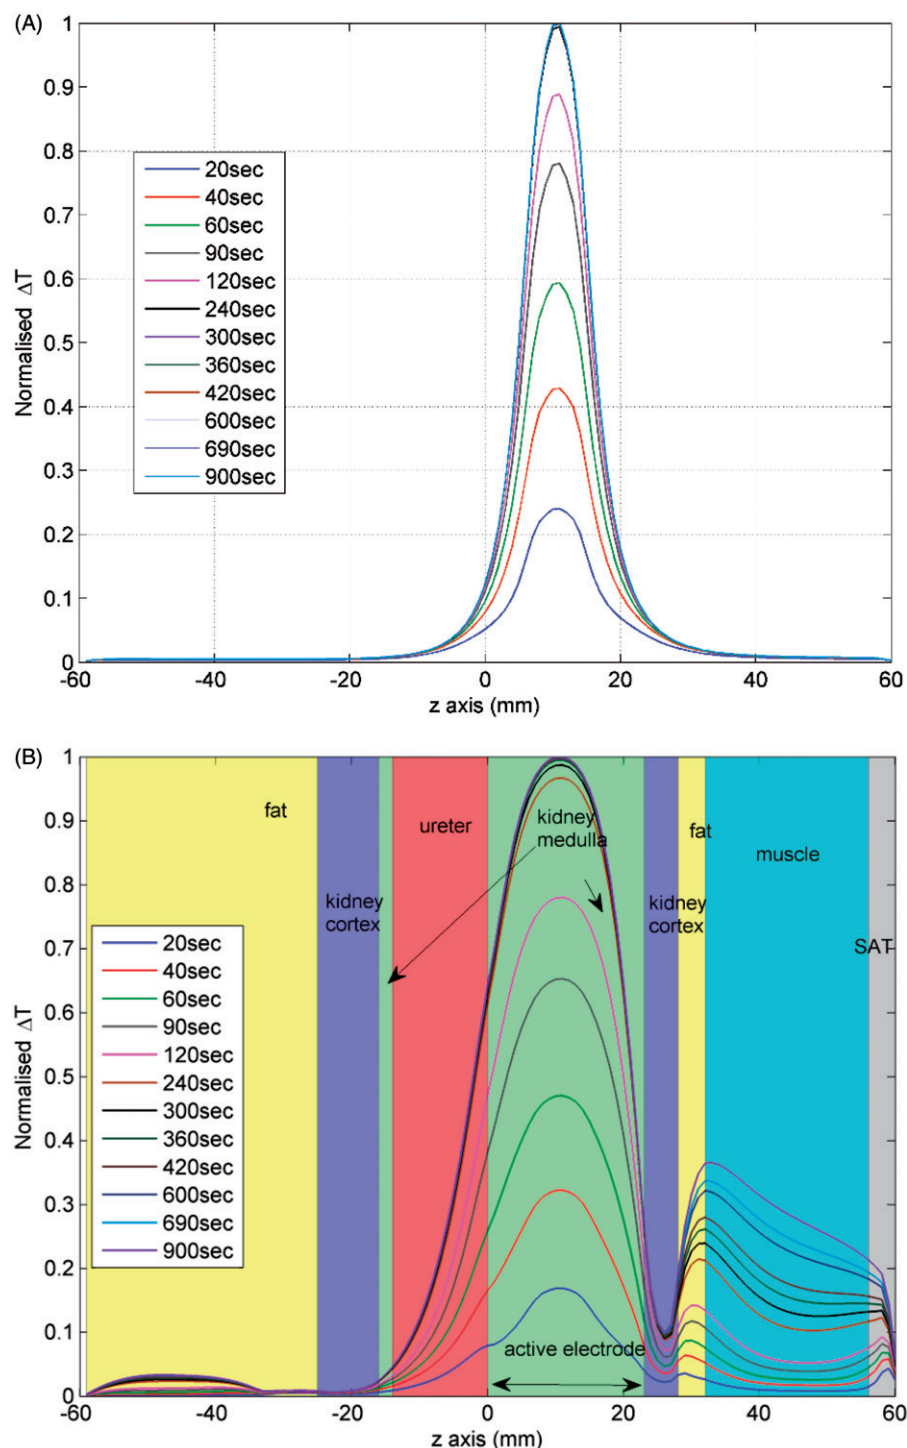 (A)
1
0.9
0.8
0.7
0.6
0.5
0.4
0.3
0.2
0.1
0
Normalised ΔT
20sec
40sec
60sec
90sec
120sec
240sec
300sec
360sec
420sec
600sec
690sec
900sec
-60 -40 -20 0 20 40 60
z axis (mm)
(B)
1
0.9
0.8
0.7
0.6
0.5
0.4
0.3
0.2
0.1
0
Normalised ΔT
fat
ureter
kidney
medulla
fat
muscle
kidney
cortex
kidney
cortex
SAT
20sec
40sec
60sec
90sec
120sec
240sec
300sec
360sec
420sec
600sec
690sec
900sec
active electrode
-60 -40 -20 0 20 40 60
z axis (mm)